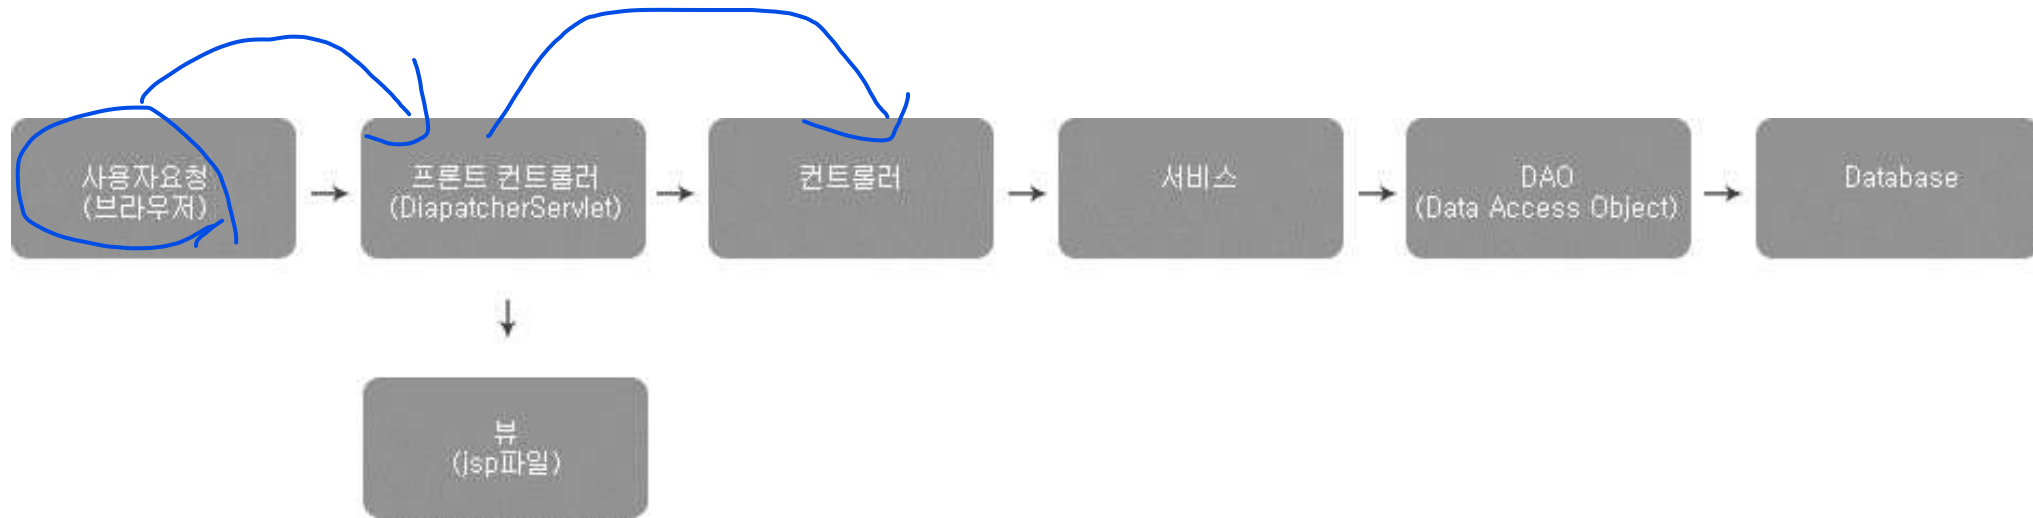 사용자요청
(브라우저)
프론트 컨트롤러
(DiapatcherServlet)
컨트롤러
서비스
DAO
(Data Access Object)
Database
뷰
(jsp파일)